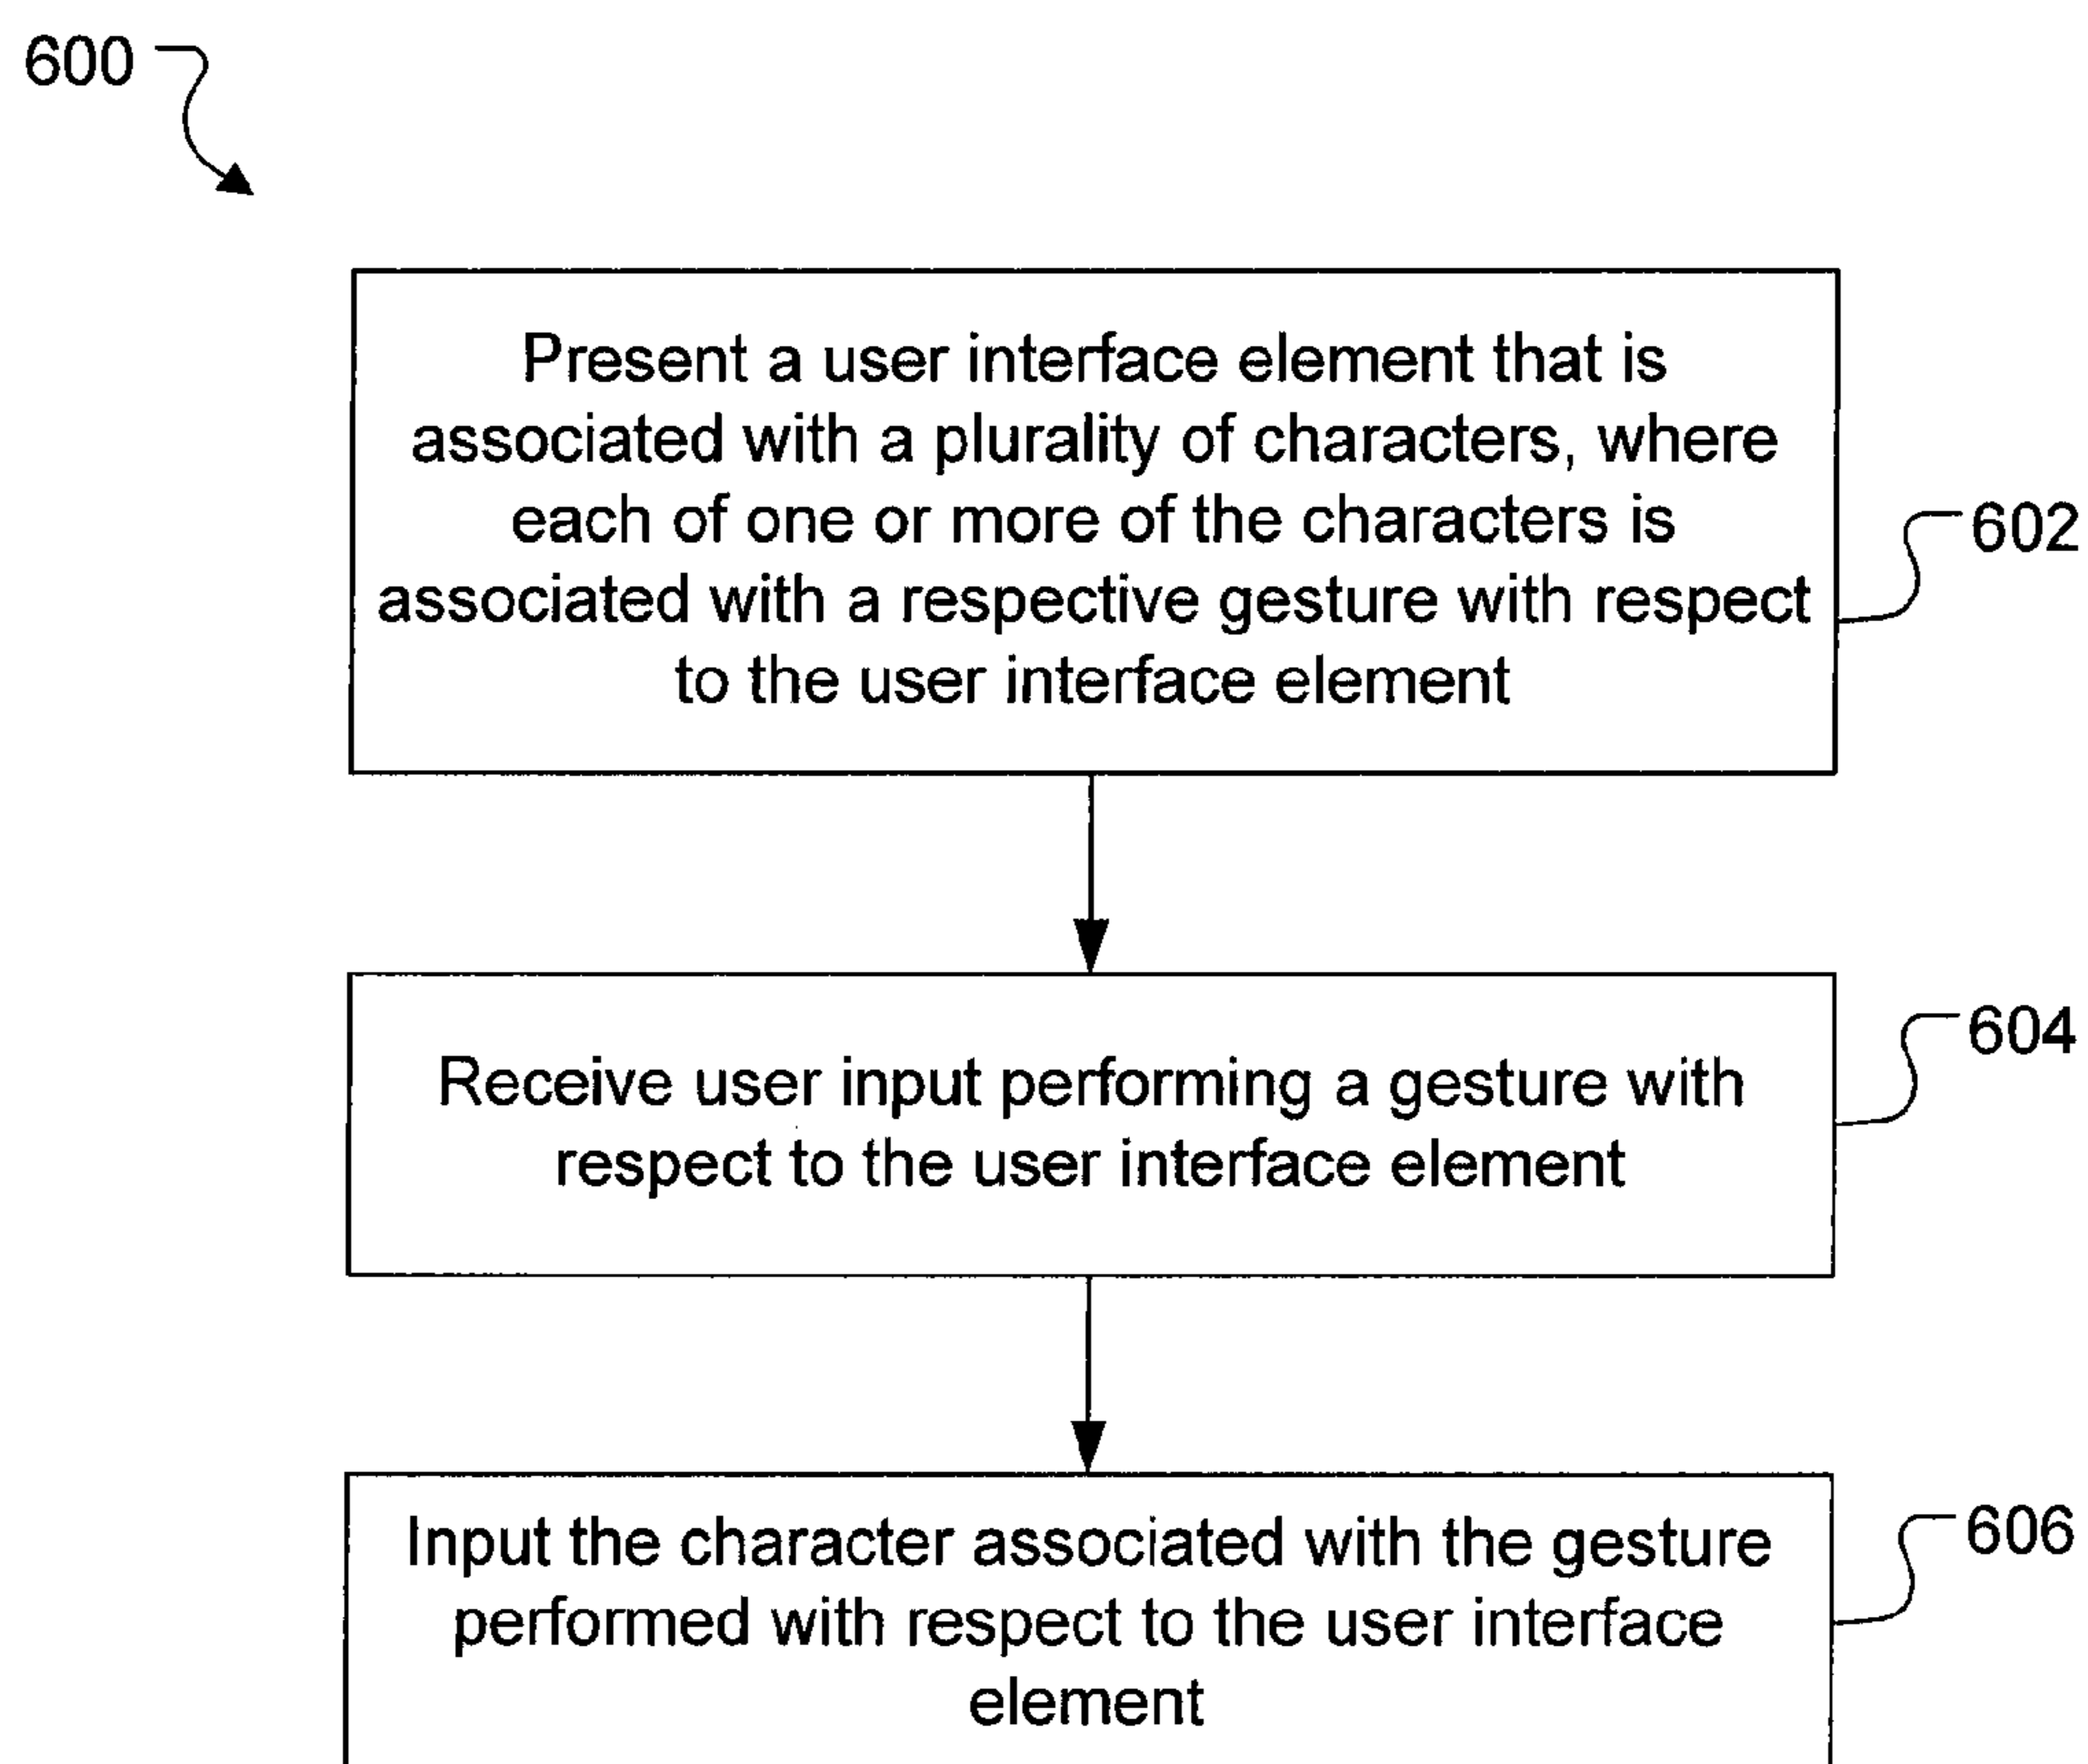 600
Present a user interface element that is
associated with a plurality of characters, where
each of one or more of the characters is
associated with a respective gesture with respect
to the user interface element
602
Receive user input performing a gesture with
respect to the user interface element
604
Input the character associated with the gesture
performed with respect to the user interface
element
606